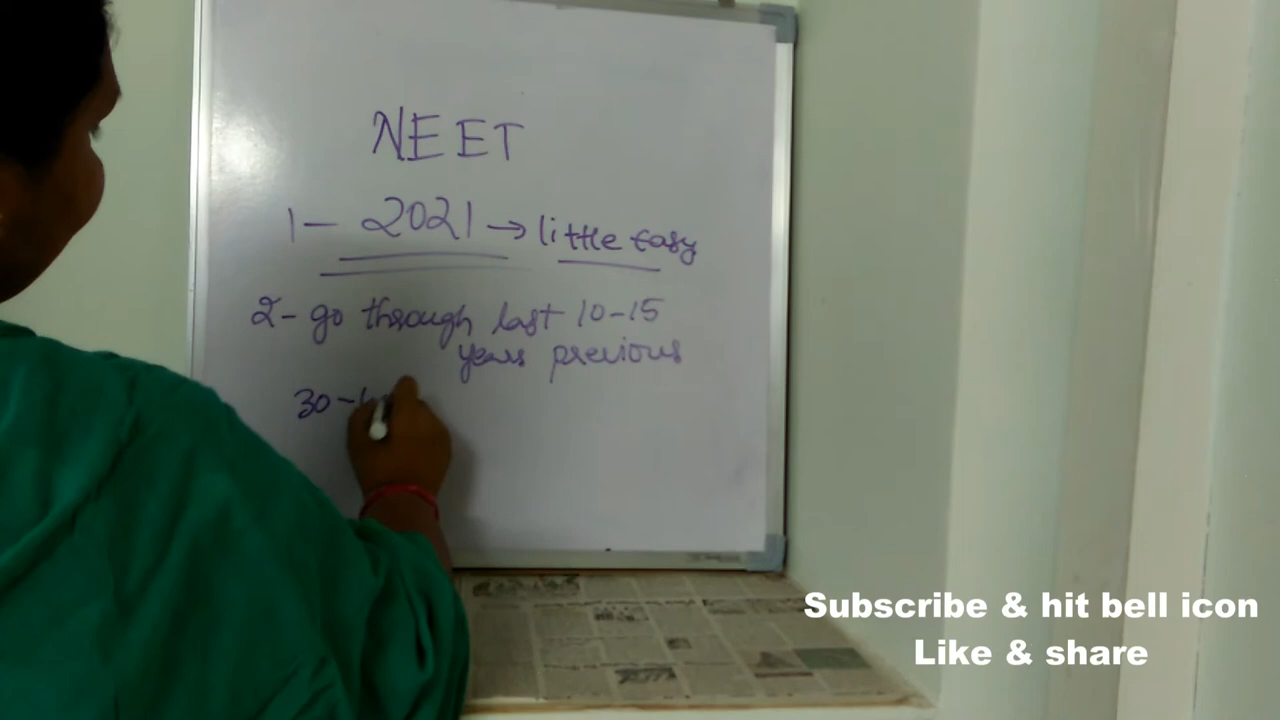 NEET
1- 2021 → little easy
2- go through last 10-15
years previous
30-
Subscribe & hit bell icon
Like & share